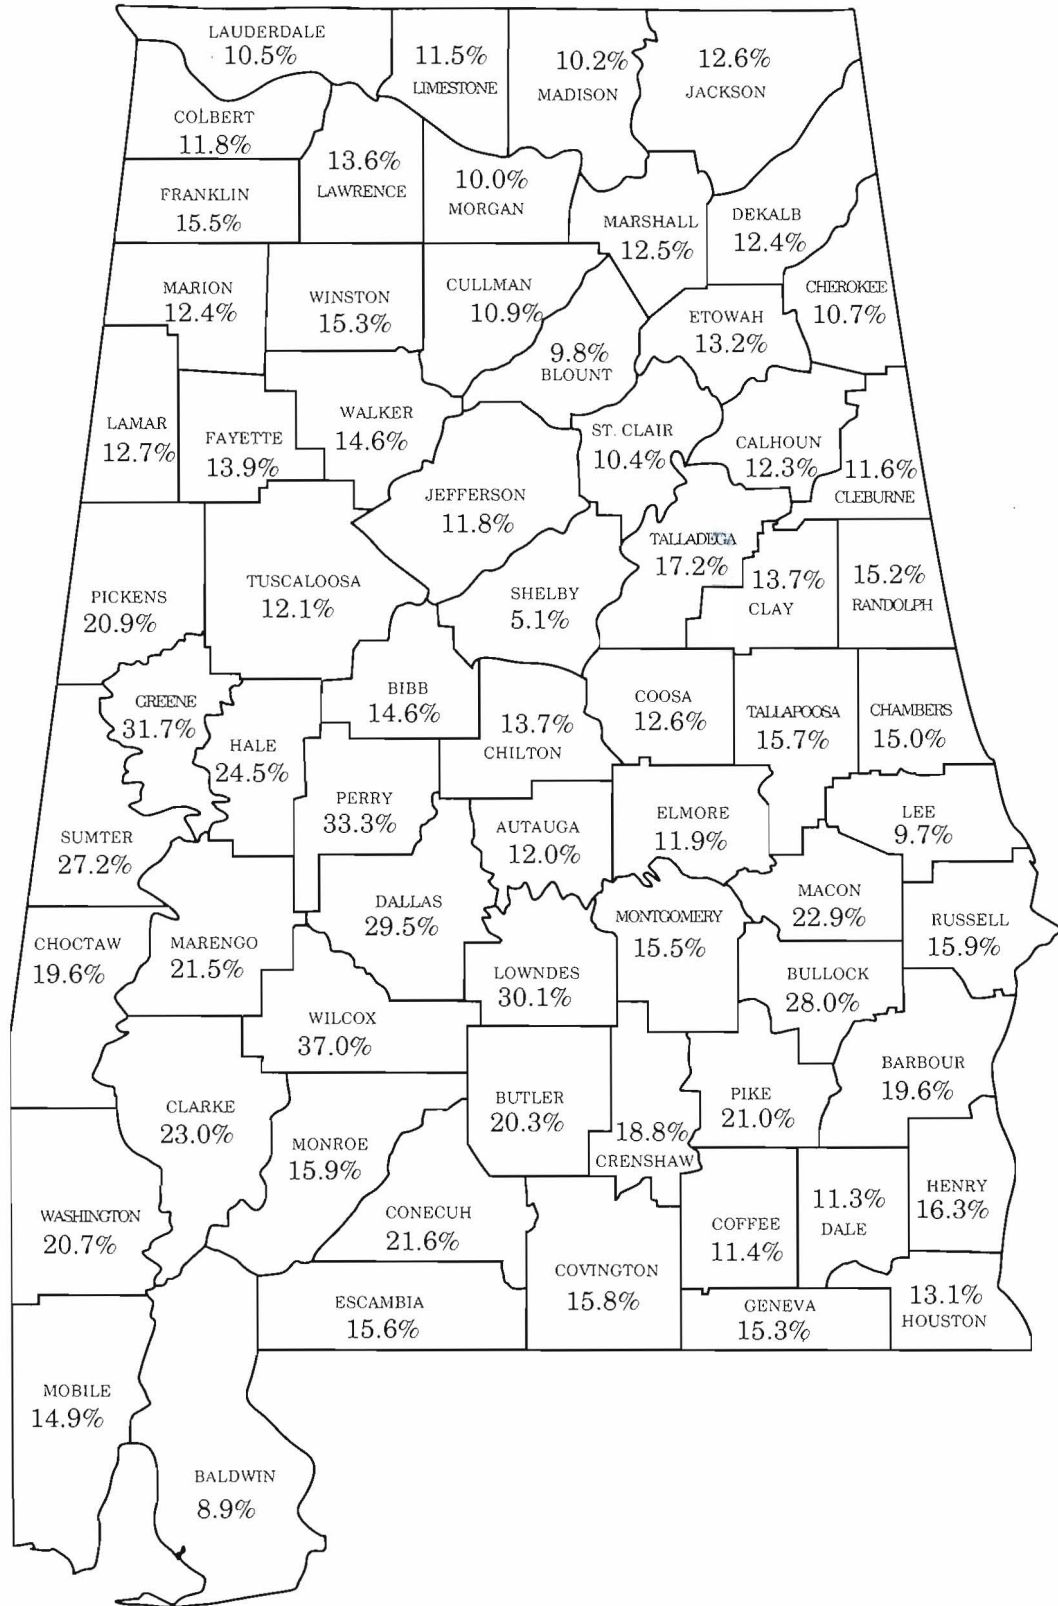 LAUDERDALE
10.5%
11.5%
LIMESTONE
10.2%
MADISON
12.6%
JACKSON
COLBERT
11.8%
13.6%
LAWRENCE
10.0%
MORGAN
FRANKLIN
15.5%
MARSHALL
12.5%
DEKALB
12.4%
MARION
12.4%
WINSTON
15.3%
CULLMAN
10.9%
9.8%
BLOUNT
ETOWAH
13.2%
CHEROKEE
10.7%
LAMAR
12.7%
FAYETTE
13.9%
WALKER
14.6%
JEFFERSON
11.8%
ST. CLAIR
10.4%
CALHOUN
12.3%
11.6%
CLEBURNE
PICKENS
20.9%
TUSCALOOSA
12.1%
SHELBY
5.1%
TALLADEGA
17.2%
13.7%
CLAY
15.2%
RANDOLPH
GREENE
31.7%
HALE
24.5%
BIBB
14.6%
13.7%
CHILTON
COOSA
12.6%
TALLAPOOSA
15.7%
CHAMBERS
15.0%
SUMTER
27.2%
PERRY
33.3%
AUTAUGA
12.0%
ELMORE
11.9%
LEE
9.7%
CHOCTAW
19.6%
MARENGO
21.5%
DALLAS
29.5%
LOWNDES
30.1%
MONTGOMERY
15.5%
MACON
22.9%
RUSSELL
15.9%
BULLOCK
28.0%
WILCOX
37.0%
CLARKE
23.0%
MONROE
15.9%
BUTLER
20.3%
18.8%
CRENSHAW
PIKE
21.0%
BARBOUR
19.6%
WASHINGTON
20.7%
CONECUH
21.6%
COVINGTON
15.8%
COFFEE
11.4%
11.3%
DALE
HENRY
16.3%
ESCAMBIA
15.6%
GENEVA
15.3%
13.1%
HOUSTON
MOBILE
14.9%
BALDWIN
8.9%